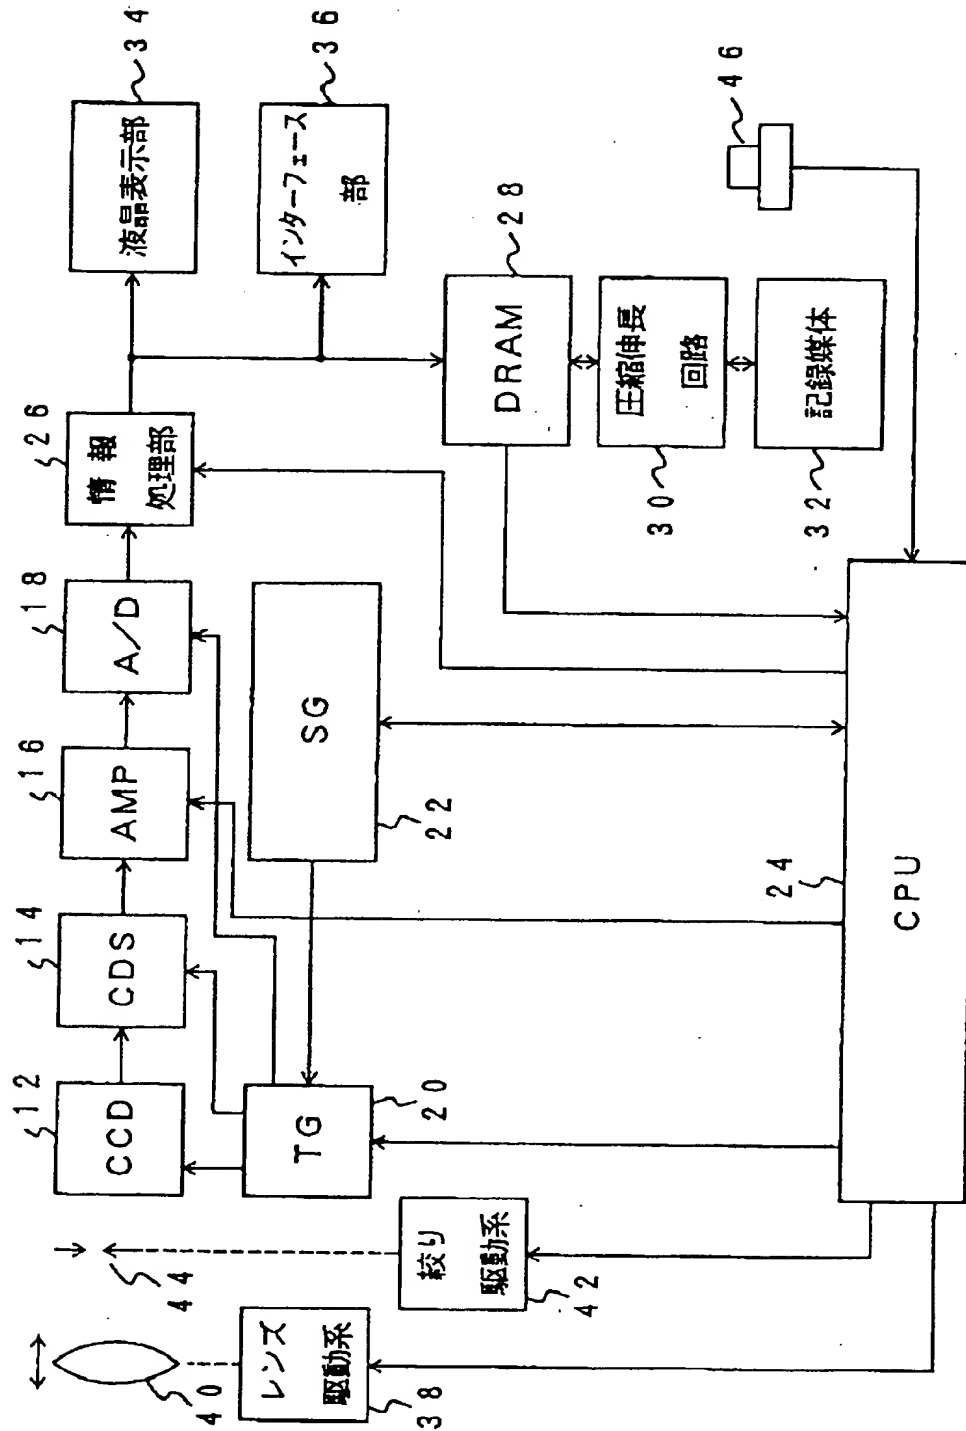 40
レンズ
駆動系
38
44
絞り
駆動系
42
12
CCD
14
CDS
16
AMP
18
A/D
26
情報
処理部
液晶表示部
34
インターフェース
部
36
TG
20
SG
22
DRAM
28
圧縮伸長
回路
30
記録媒体
32
46
24
CPU